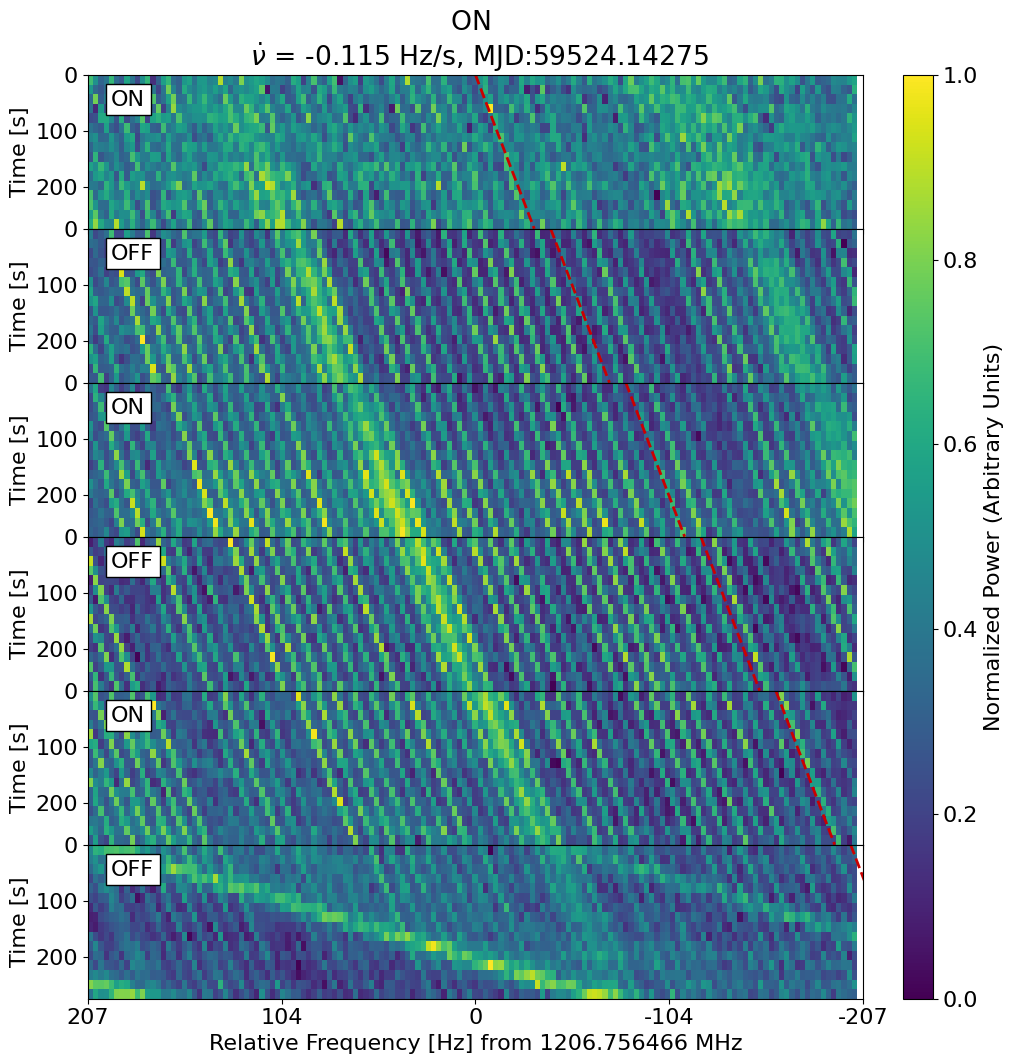 ON
ν̇ = -0.115 Hz/s, MJD:59524.14275
0
100
200
Time [s]
ON
0
100
200
Time [s]
OFF
0
100
200
Time [s]
ON
0
100
200
Time [s]
OFF
0
100
200
Time [s]
ON
0
100
200
Time [s]
OFF
207 104 0 -104 -207
Relative Frequency [Hz] from 1206.756466 MHz
1.0
0.8
0.6
0.4
0.2
0.0
Normalized Power (Arbitrary Units)